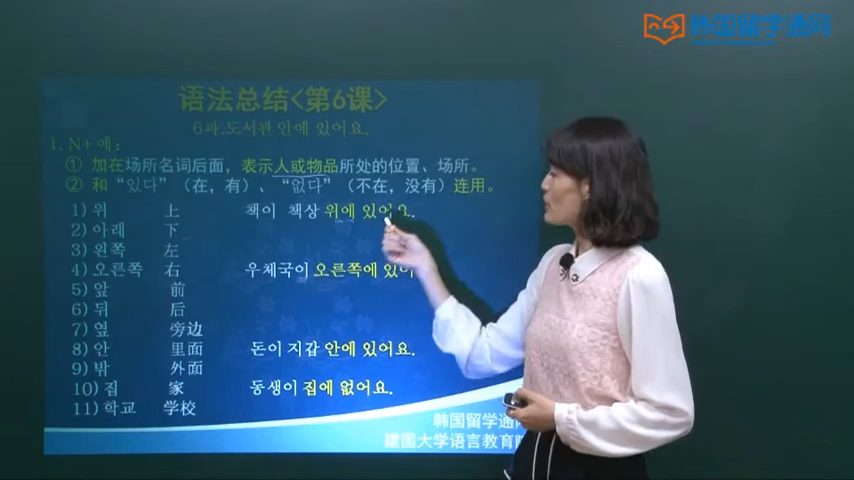 韩国留学通网
语法总结<第6课>
6과.도서관 안에 있어요.
1. N+ 에:
① 加在场所名词后面，表示人或物品所处的位置、场所。
② 和“있다”（在，有）、“없다”（不在，没有）连用。
1) 위 上 책이 책상 위에 있어요.
2) 아래 下
3) 왼쪽 左
4) 오른쪽 右 우체국이 오른쪽에 있어
5) 앞 前
6) 뒤 后
7) 옆 旁边
8) 안 里面 돈이 지갑 안에 있어요.
9) 밖 外面
10) 집 家 동생이 집에 없어요.
11) 학교 学校
韩国留学通
建国大学语言教育